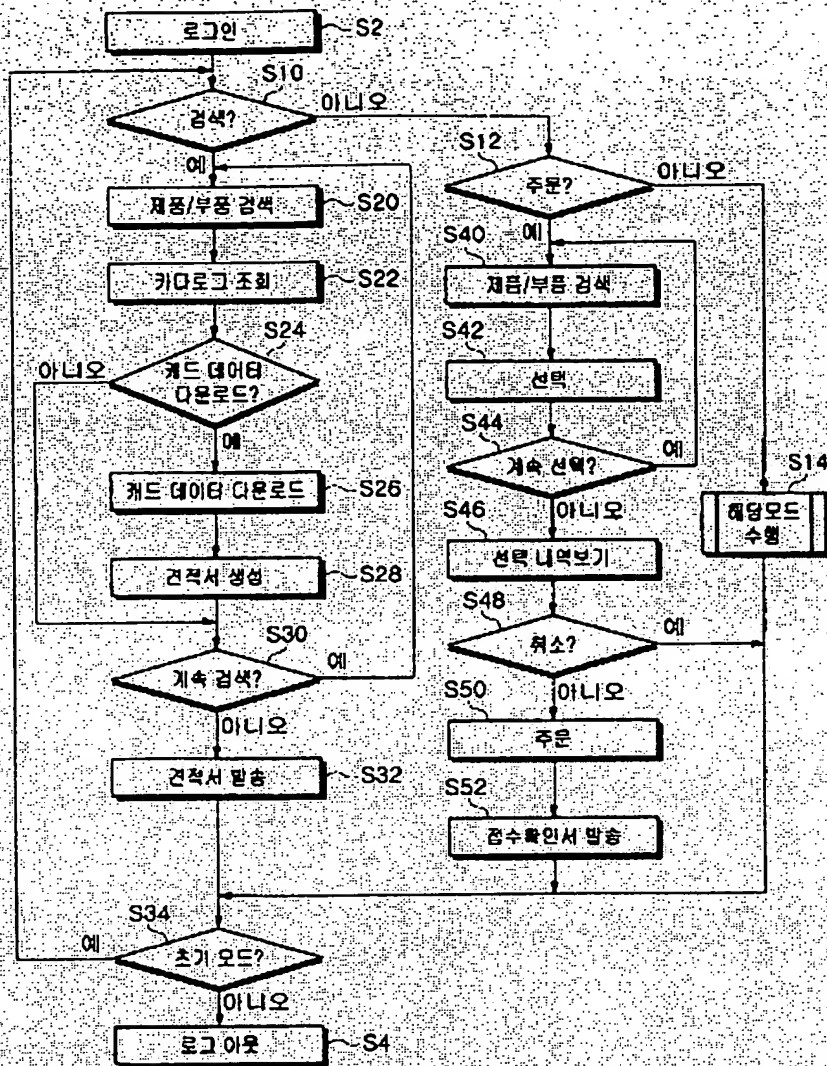 로그인
S2
S10
검색?
아니오
예
제품/부품 검색
S20
카다로그 조회
S22
S24
아니오
캐드 데이타
다운로드?
예
캐드 데이타 다운로드
S26
견적서 생성
S28
S30
계속 검색?
예
아니오
견적서 발송
S32
S12
주문?
아니오
예
S40
제품/부품 검색
S42
선택
S44
계속 선택?
예
아니오
S14
해당모드
수행
S46
선택 내역보기
S48
취소?
예
아니오
S50
주문
S52
접수확인서 발송
S34
예
초기 모드?
아니오
로그 아웃
S4